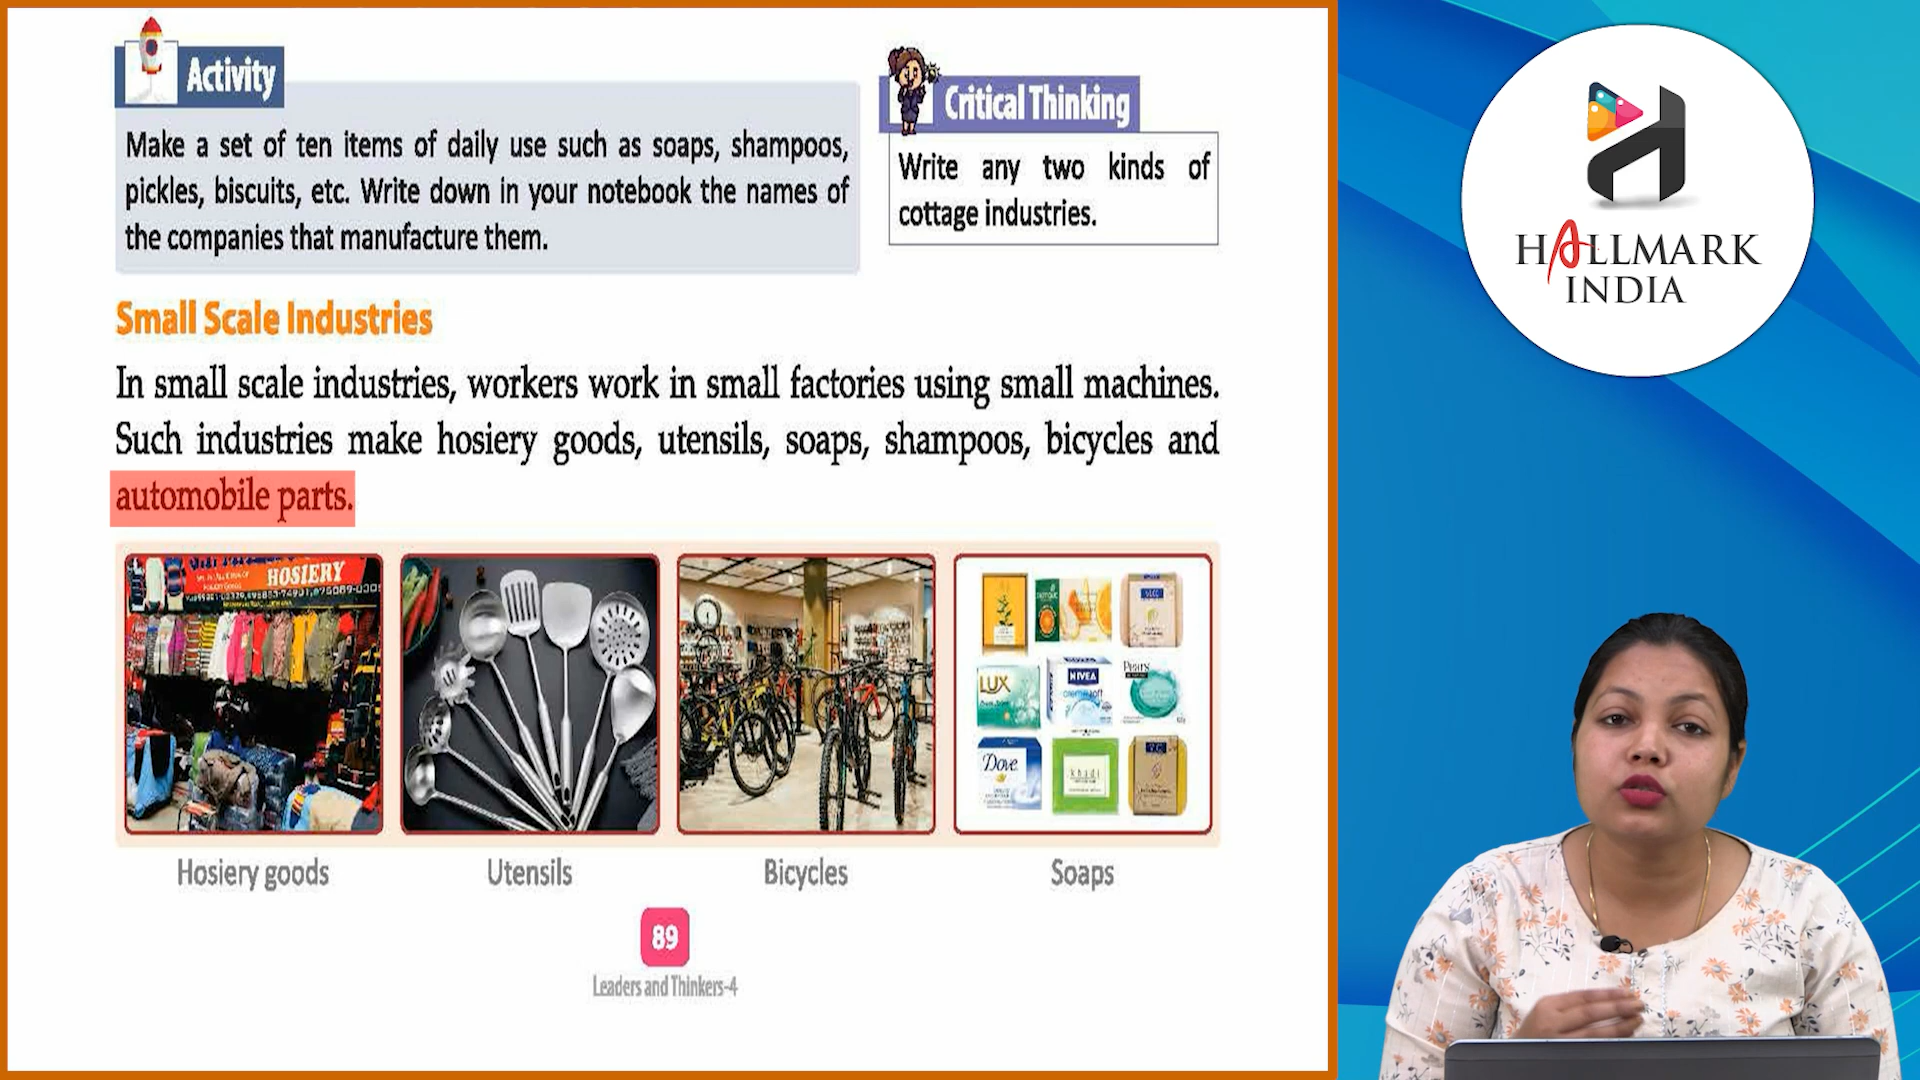 Activity
Make a set of ten items of daily use such as soaps, shampoos,
pickles, biscuits, etc. Write down in your notebook the names of
the companies that manufacture them.
Critical Thinking
Write any two kinds of
cottage industries.
Small Scale Industries
In small scale industries, workers work in small factories using small machines.
Such industries make hosiery goods, utensils, soaps, shampoos, bicycles and
automobile parts.
HOSIERY
LUX
NIVEA
creme soft
Pears
Dove
khadi
Hosiery goods
Utensils
Bicycles
Soaps
89
Leaders and Thinkers-4
HALLMARK
INDIA